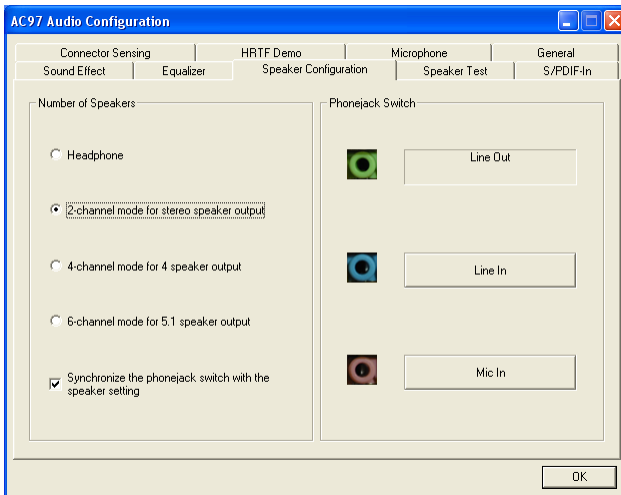 AC97 Audio Configuration
Connector Sensing
HRTF Demo
Microphone
General
Sound Effect
Equalizer
Speaker Configuration
Speaker Test
S/PDIF-In
Number of Speakers
Headphone
2-channel mode for stereo speaker output
4-channel mode for 4 speaker output
6-channel mode for 5.1 speaker output
Synchronize the phonejack switch with the
speaker setting
Phonejack Switch
Line Out
Line In
Mic In
OK